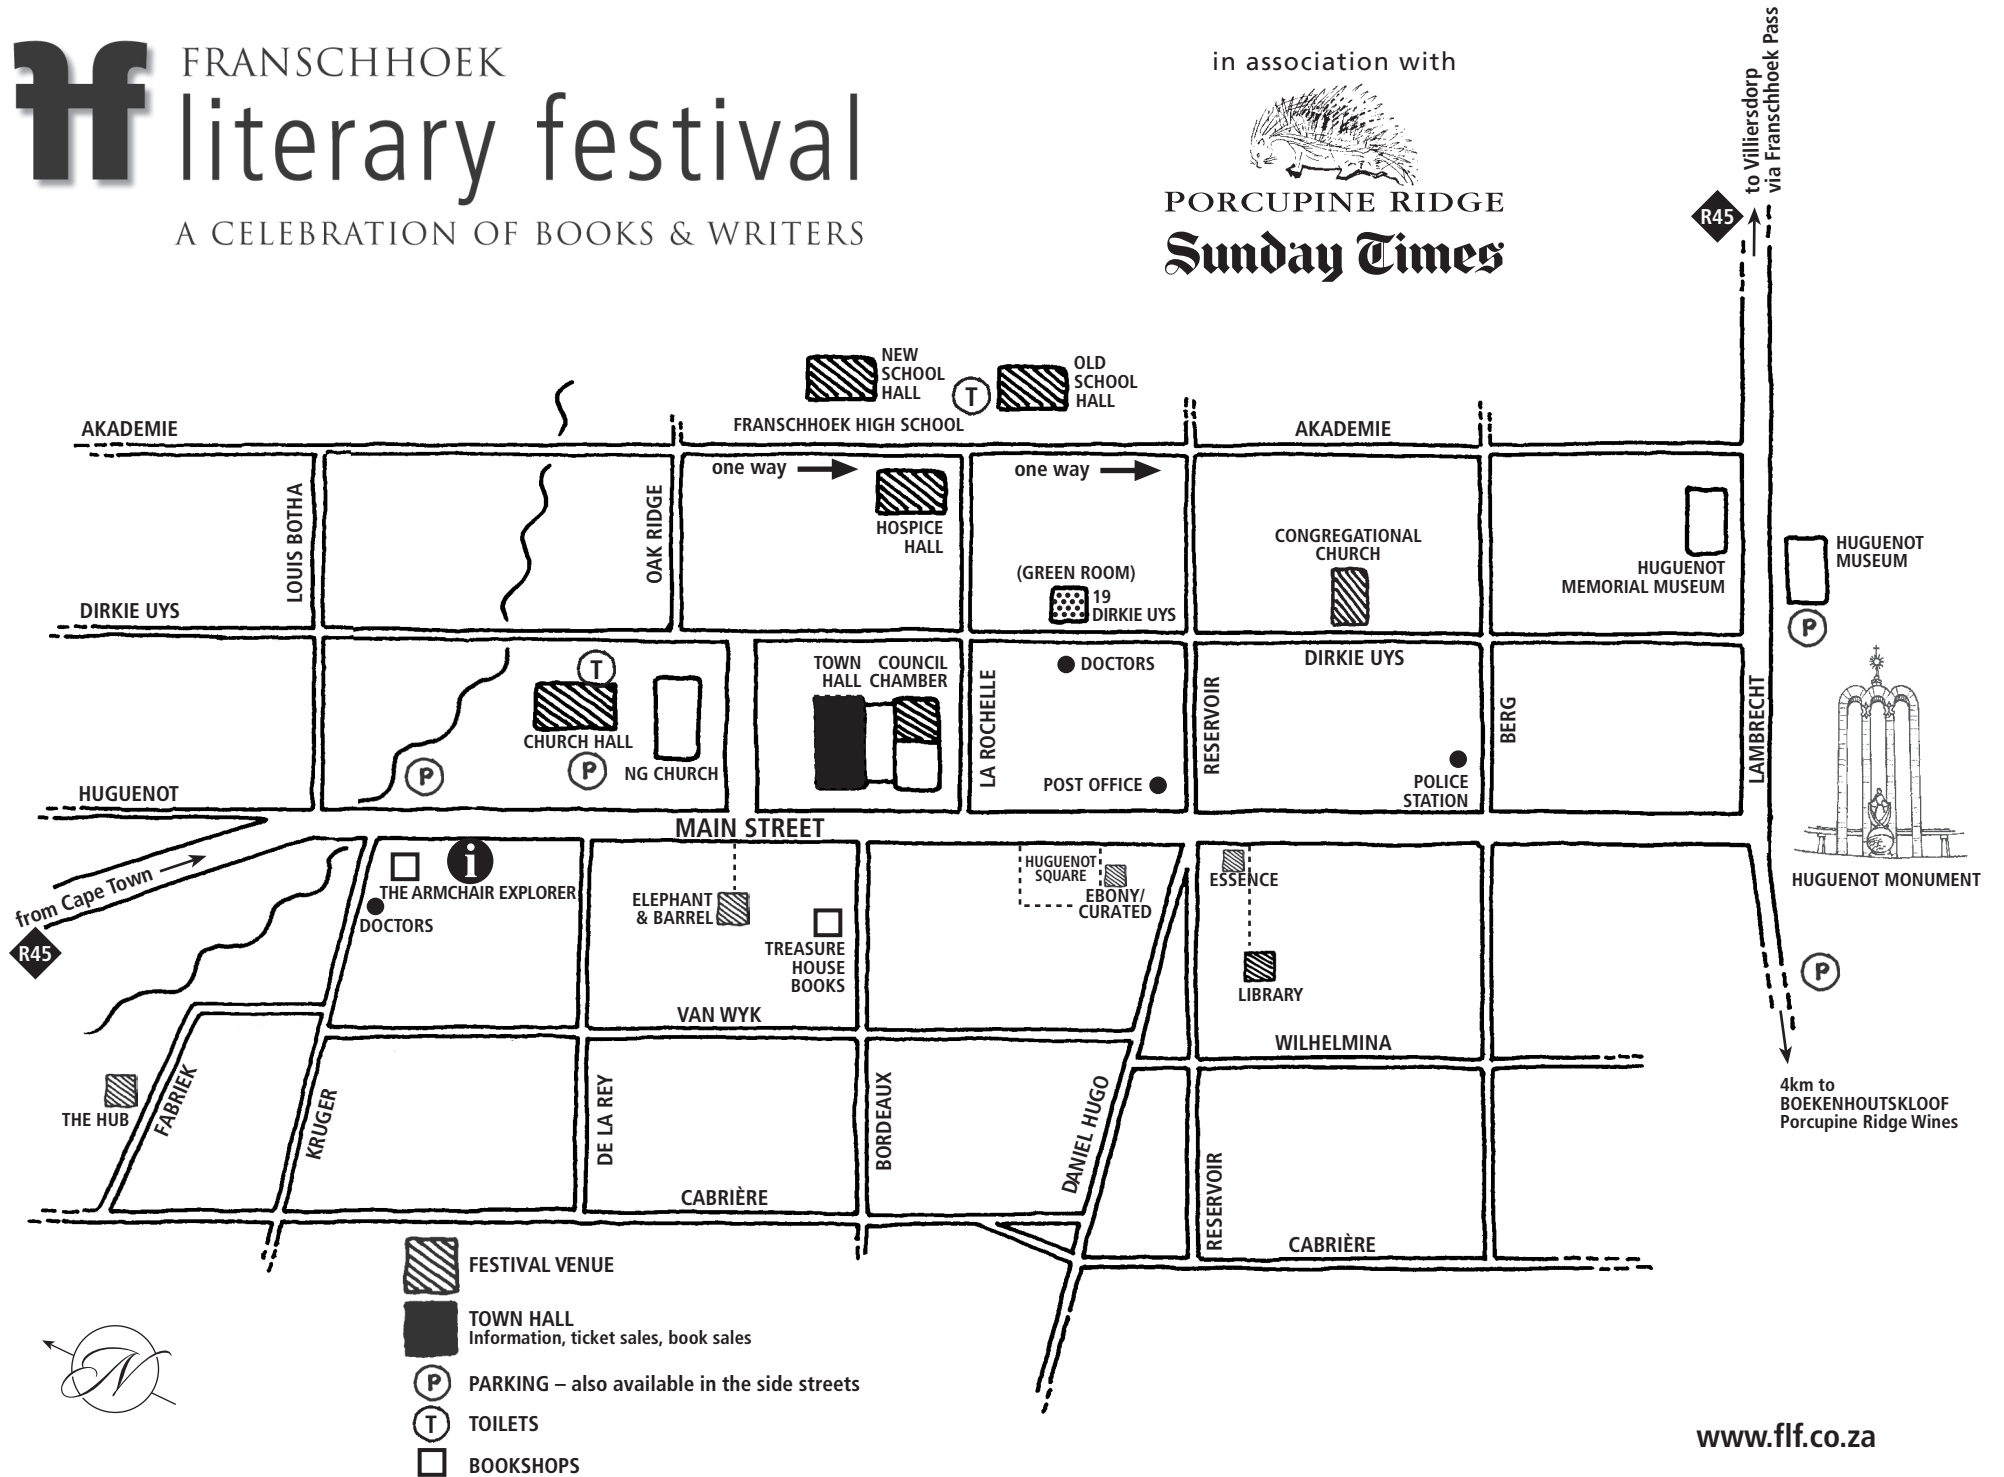 ff
FRANSCHHOEK
literary festival
A CELEBRATION OF BOOKS & WRITERS
in association with
PORCUPINE RIDGE
Sunday Times
to Villiersdorp
via Franschhoek Pass
R45
NEW
SCHOOL
HALL
T
OLD
SCHOOL
HALL
FRANSCHHOEK HIGH SCHOOL
AKADEMIE
AKADEMIE
one way
one way
LOUIS BOTHA
OAK RIDGE
HOSPICE
HALL
CONGREGATIONAL
CHURCH
(GREEN ROOM)
19
DIRKIE UYS
HUGUENOT
MEMORIAL MUSEUM
HUGUENOT
MUSEUM
P
DIRKIE UYS
DIRKIE UYS
T
CHURCH HALL
P
P
NG CHURCH
TOWN
HALL
COUNCIL
CHAMBER
LA ROCHELLE
DOCTORS
POST OFFICE
RESERVOIR
BERG
POLICE
STATION
LAMBRECHT
HUGUENOT
MAIN STREET
HUGUENOT MONUMENT
from Cape Town
R45
i
THE ARMCHAIR EXPLORER
DOCTORS
ELEPHANT
& BARREL
TREASURE
HOUSE
BOOKS
HUGUENOT
SQUARE
EBONY/
CURATED
ESSENCE
LIBRARY
P
VAN WYK
WILHELMINA
THE HUB
FABRIEK
KRUGER
DE LA REY
BORDEAUX
DANIEL HUGO
RESERVOIR
4km to
BOEKENHOUTSKLOOF
Porcupine Ridge Wines
CABRIÈRE
CABRIÈRE
FESTIVAL VENUE
TOWN HALL
Information, ticket sales, book sales
P
PARKING – also available in the side streets
T
TOILETS
BOOKSHOPS
N
www.flf.co.za